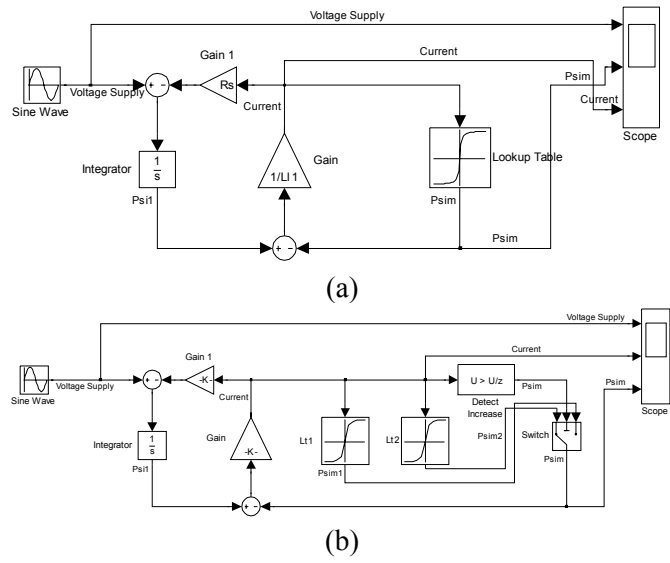 Voltage Supply
Gain 1
Current
Psim
Rs
Voltage Supply
Sine Wave
Current
Current
Scope
Integrator
1
s
Gain
1/Ll 1
Lookup Table
Psi1
Psim
Psim
(a)
Voltage Supply
Gain 1
Current
-K-
U > U/z
Psim
Psim
Voltage Supply
Sine Wave
Current
Detect
Increase
Scope
Integrator
1
s
Gain
-K-
Lt1
Lt2
Psim2
Switch
Psi1
Psim1
Psim
(b)